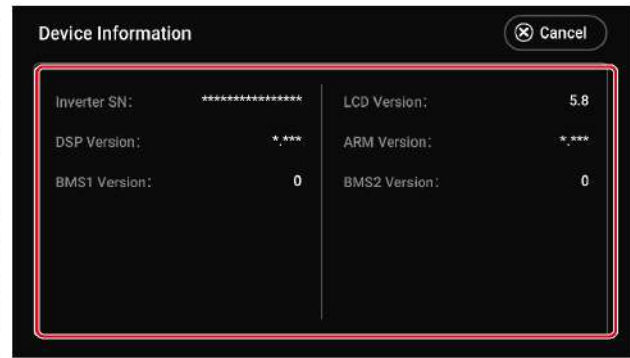 Device Information
Cancel
Inverter SN: ****************
LCD Version: 5.8
DSP Version: *.***
ARM Version: *.***
BMS1 Version: 0
BMS2 Version: 0